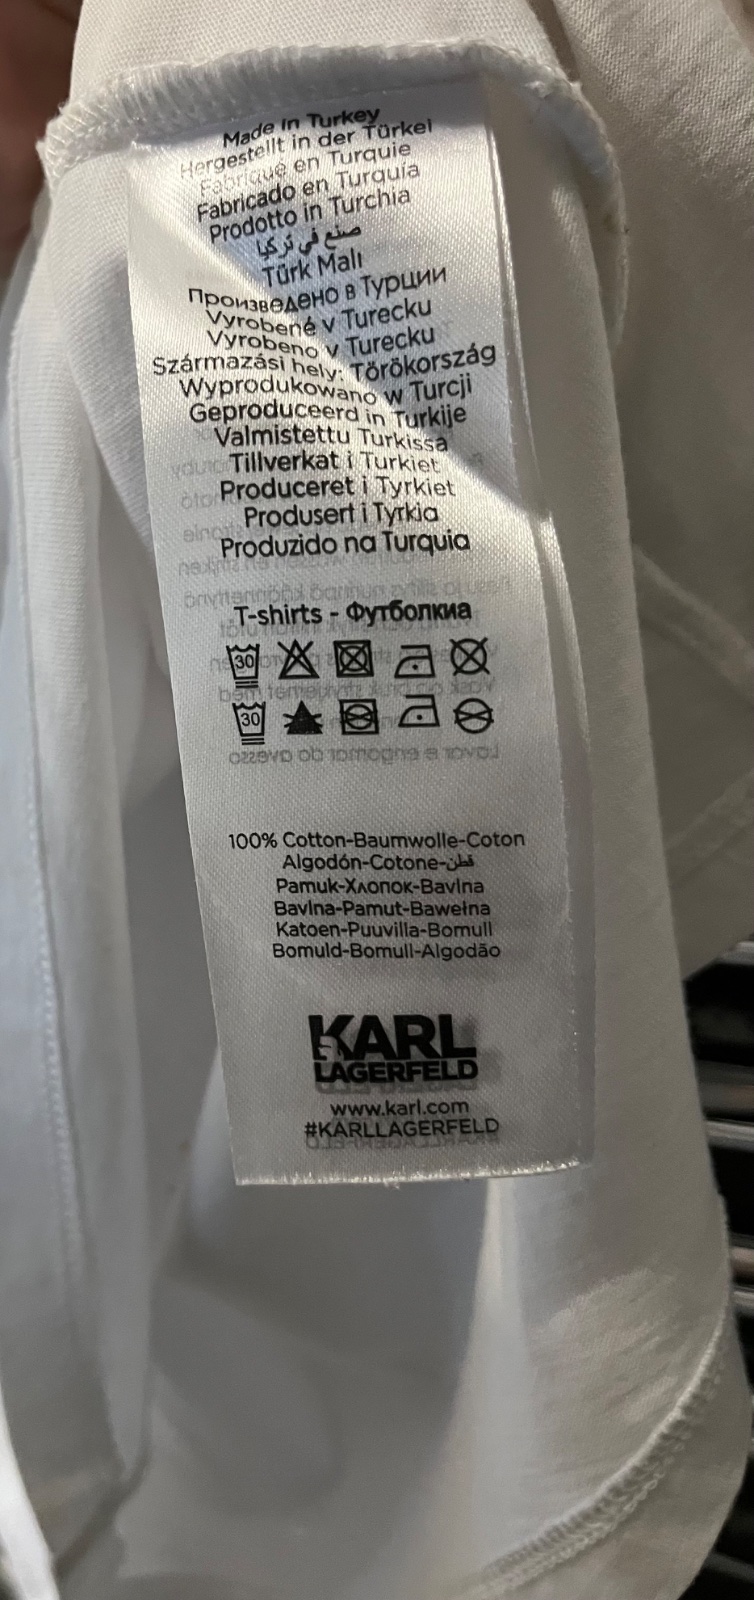 Made in Turkey
Hergestellt in der Türkei
Fabriqué en Turquie
Fabricado en Turquía
Prodotto in Turchia
صنع في تركيا
Türk Malı
Произведено в Турции
Vyrobené v Turecku
Vyrobeno v Turecku
Származási hely: Törökország
Wyprodukowano w Turcji
Geproduceerd in Turkije
Valmistettu Turkissa
Tillverkat i Turkiet
Produceret i Tyrkiet
Produsert i Tyrkia
Produzido na Turquia
T-shirts - Футболкиа
30
30
100% Cotton-Baumwolle-Coton
Algodón-Cotone-قطن
Pamuk-Хлопок-Bavlna
Bavlna-Pamut-Bawełna
Katoen-Puuvilla-Bomull
Bomuld-Bomull-Algodão
KARL
LAGERFELD
www.karl.com
#KARLLAGERFELD